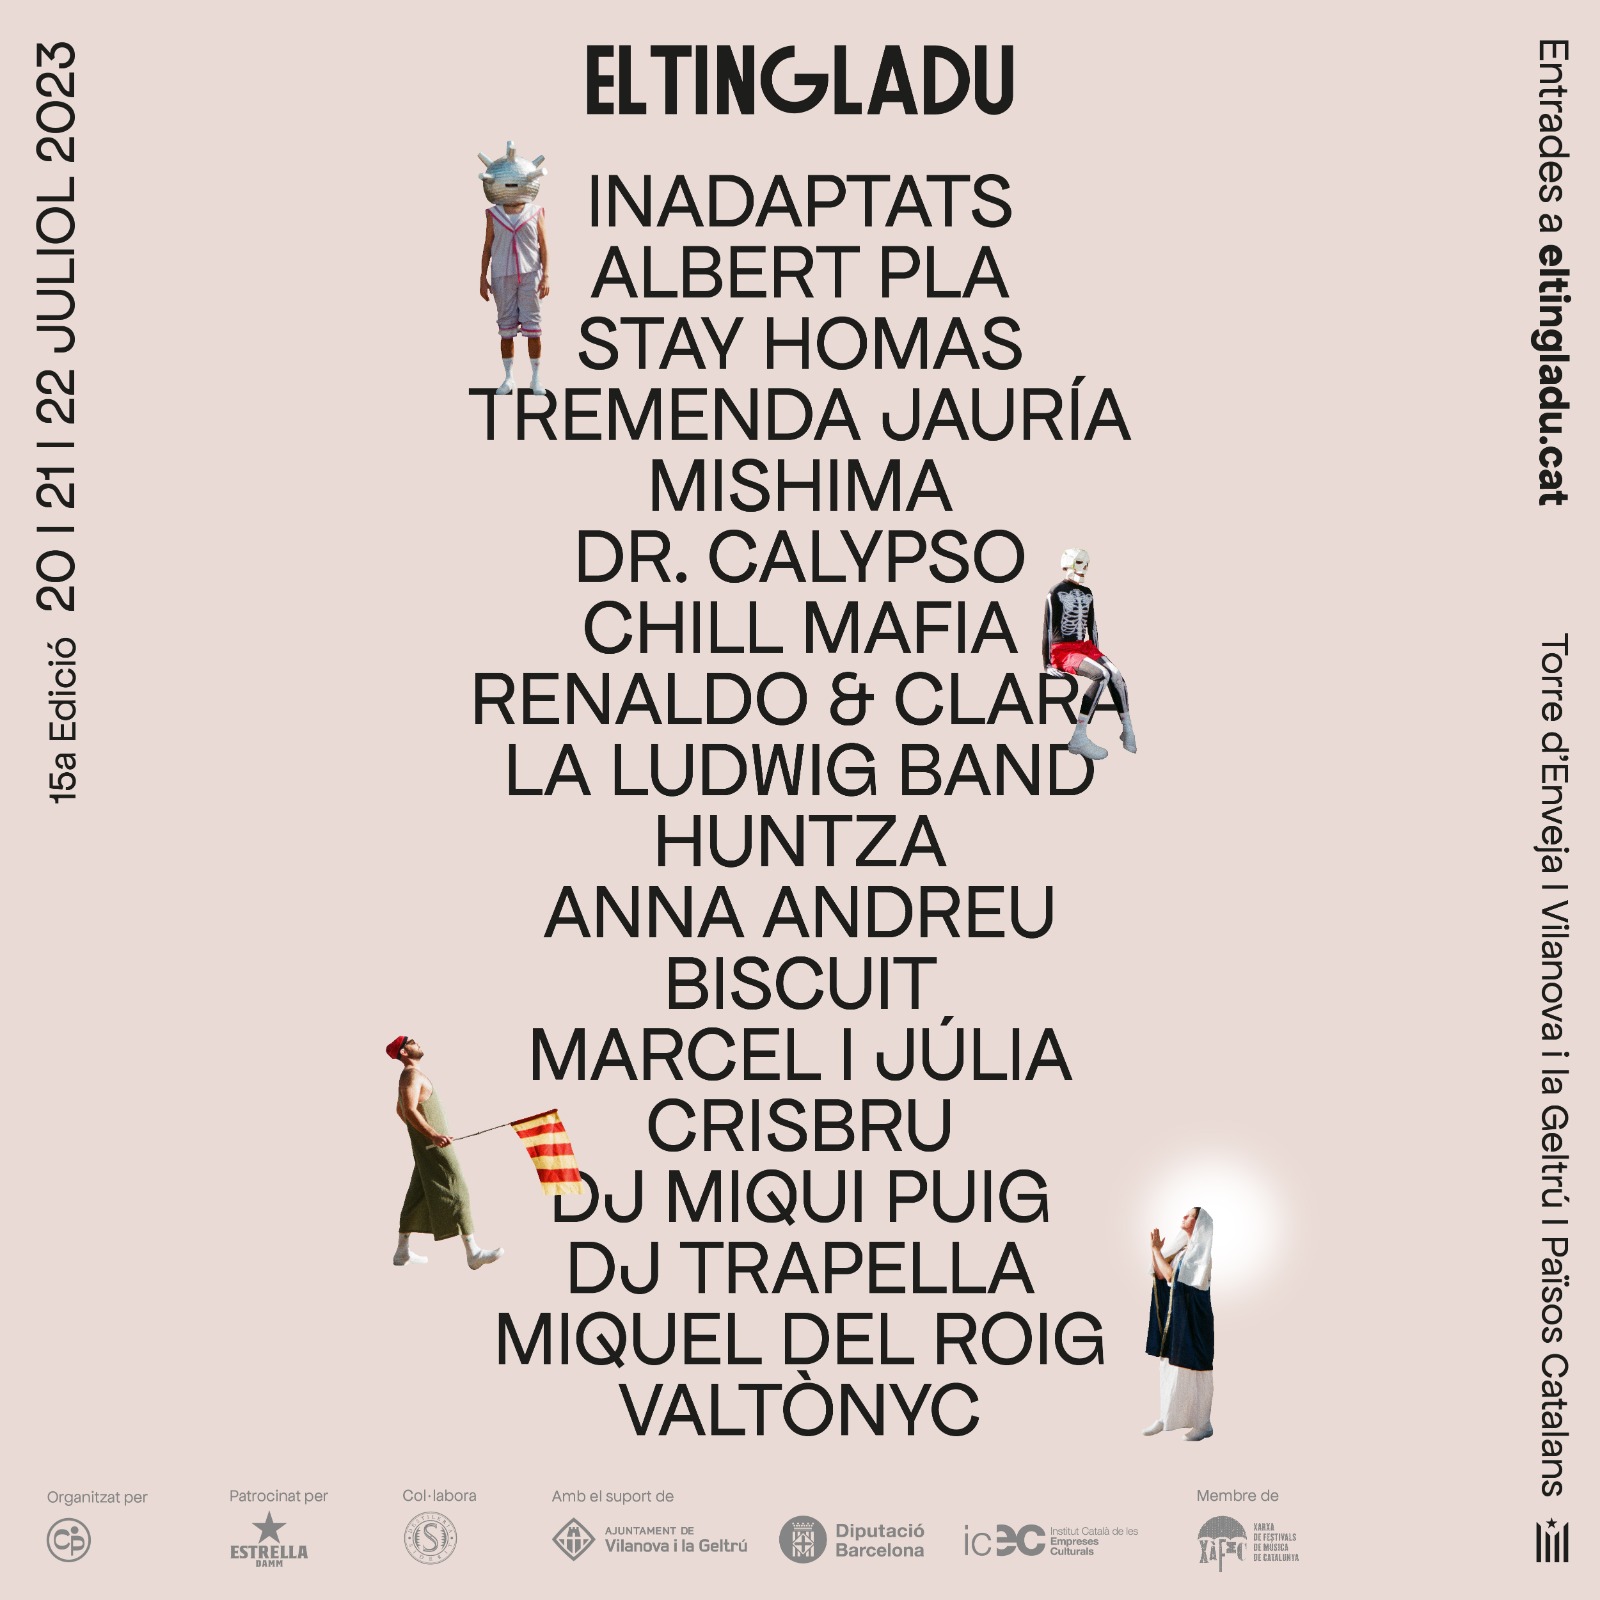 ELTINGLADU
15a Edició 20 | 21 | 22 JULIOL 2023
INADAPTATS
ALBERT PLA
STAY HOMAS
TREMENDA JAURÍA
MISHIMA
DR. CALYPSO
CHILL MAFIA
RENALDO & CLARA
LA LUDWIG BAND
HUNTZA
ANNA ANDREU
BISCUIT
MARCEL I JÚLIA
CRISBRU
DJ MIQUI PUIG
DJ TRAPELLA
MIQUEL DEL ROIG
VALTÒNYC
Entrades a eltingladu.cat
Torre d'Enveja | Vilanova i la Geltrú | Països Catalans
Organitzat per
Patrocinat per
ESTRELLA
DAMM
Col·labora
S
Amb el suport de
AJUNTAMENT DE
Vilanova i la Geltrú
Diputació
Barcelona
icec
Institut Català de les
Empreses
Culturals
Membre de
XARXA
DE FESTIVALS
DE MÚSICA
DE CATALUNYA